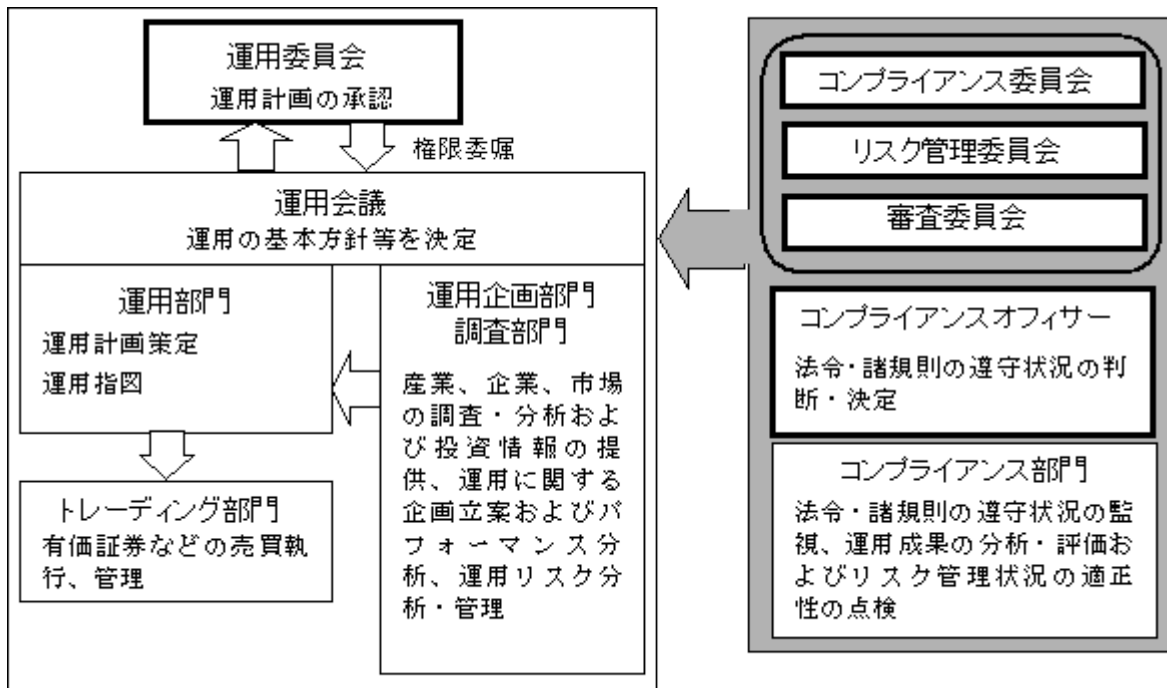 運用委員会
運用計画の承認
権限委嘱
運用会議
運用の基本方針等を決定
運用部門
運用計画策定
運用指図
運用企画部門
調査部門
産業、企業、市場
の調査・分析およ
び投資情報の提
供、運用に関する
企画立案およびパ
フォーマンス分
析、運用リスク分
析・管理
トレーディング部門
有価証券などの売買執
行、管理
コンプライアンス委員会
リスク管理委員会
審査委員会
コンプライアンスオフィサー
法令・諸規則の遵守状況の判
断・決定
コンプライアンス部門
法令・諸規則の遵守状況の監
視、運用成果の分析・評価お
よびリスク管理状況の適正
性の点検